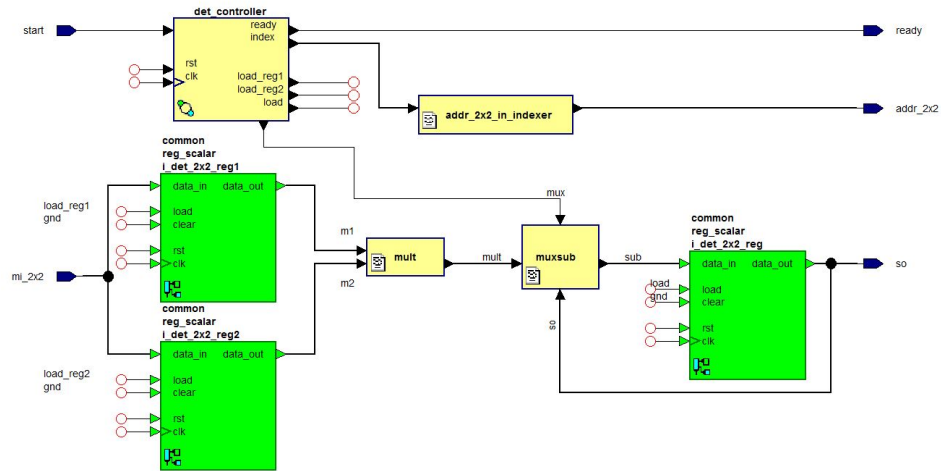 det_controller
start
ready
index
ready
rst
clk
load_reg1
load_reg2
load
addr_2x2_in_indexer
addr_2x2
common
reg_scalar
i_det_2x2_reg1
data_in data_out
load_reg1
gnd
load
clear
rst
clk
mi_2x2
common
reg_scalar
i_det_2x2_reg2
data_in data_out
load_reg2
gnd
load
clear
rst
clk
m1
mult
m2
mult
mux
muxsub
sub
so
common
reg_scalar
i_det_2x2_reg
data_in data_out
load
gnd
load
clear
rst
clk
so